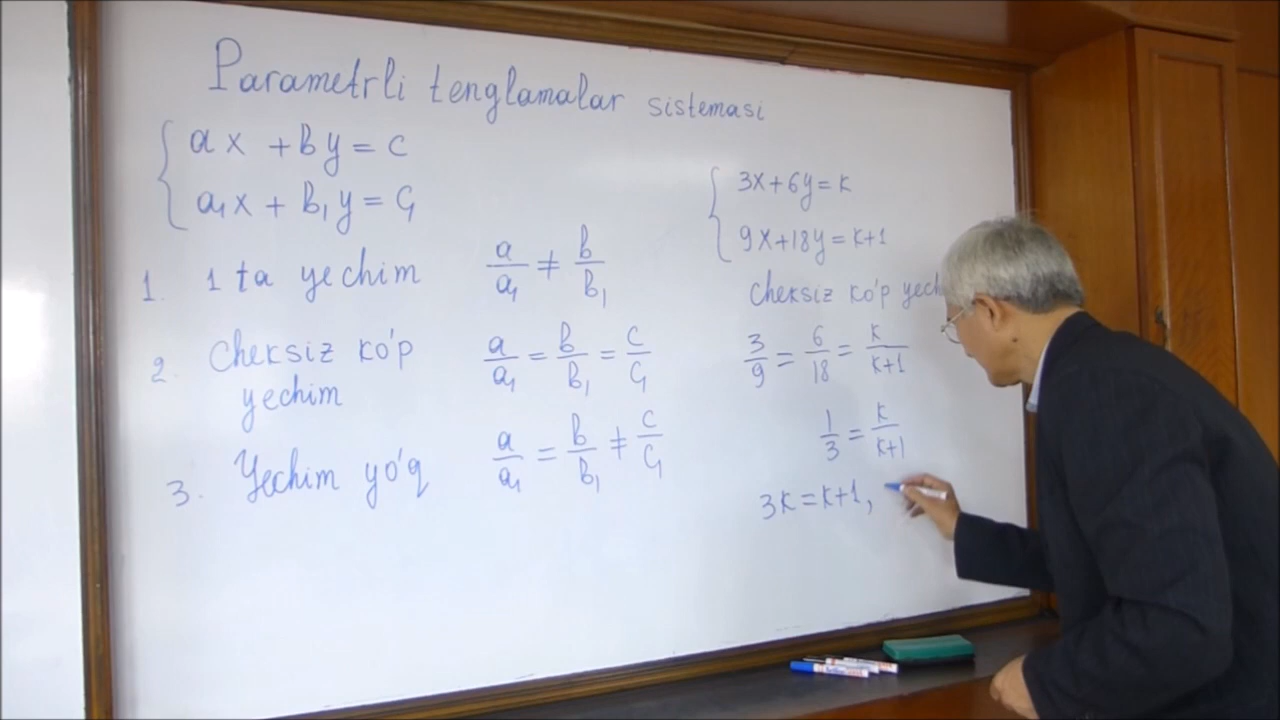 Parametrli tenglamalar sistemasi
ax + by = c
a₁x + b₁y = c₁
1. 1 ta yechim a/a₁ ≠ b/b₁
2. Cheksiz ko'p yechim a/a₁ = b/b₁ = c/c₁
3. Yechim yo'q a/a₁ = b/b₁ ≠ c/c₁
3x+6y=k
9x+18y=k+1
Cheksiz ko'p
3/9 = 6/18 = k/k+1
1/3 = k/k+1
3k=k+1,